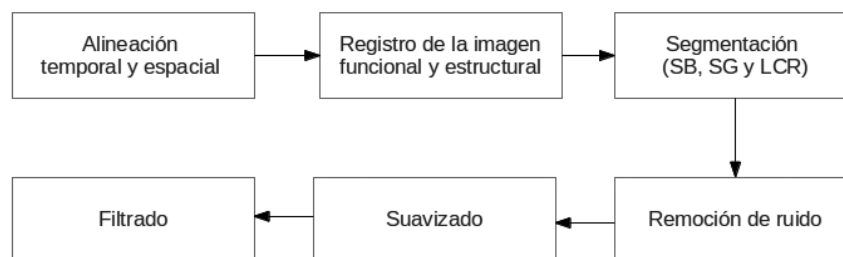 Alineación
temporal y espacial
Registro de la imagen
funcional y estructural
Segmentación
(SB, SG y LCR)
Remoción de ruido
Suavizado
Filtrado